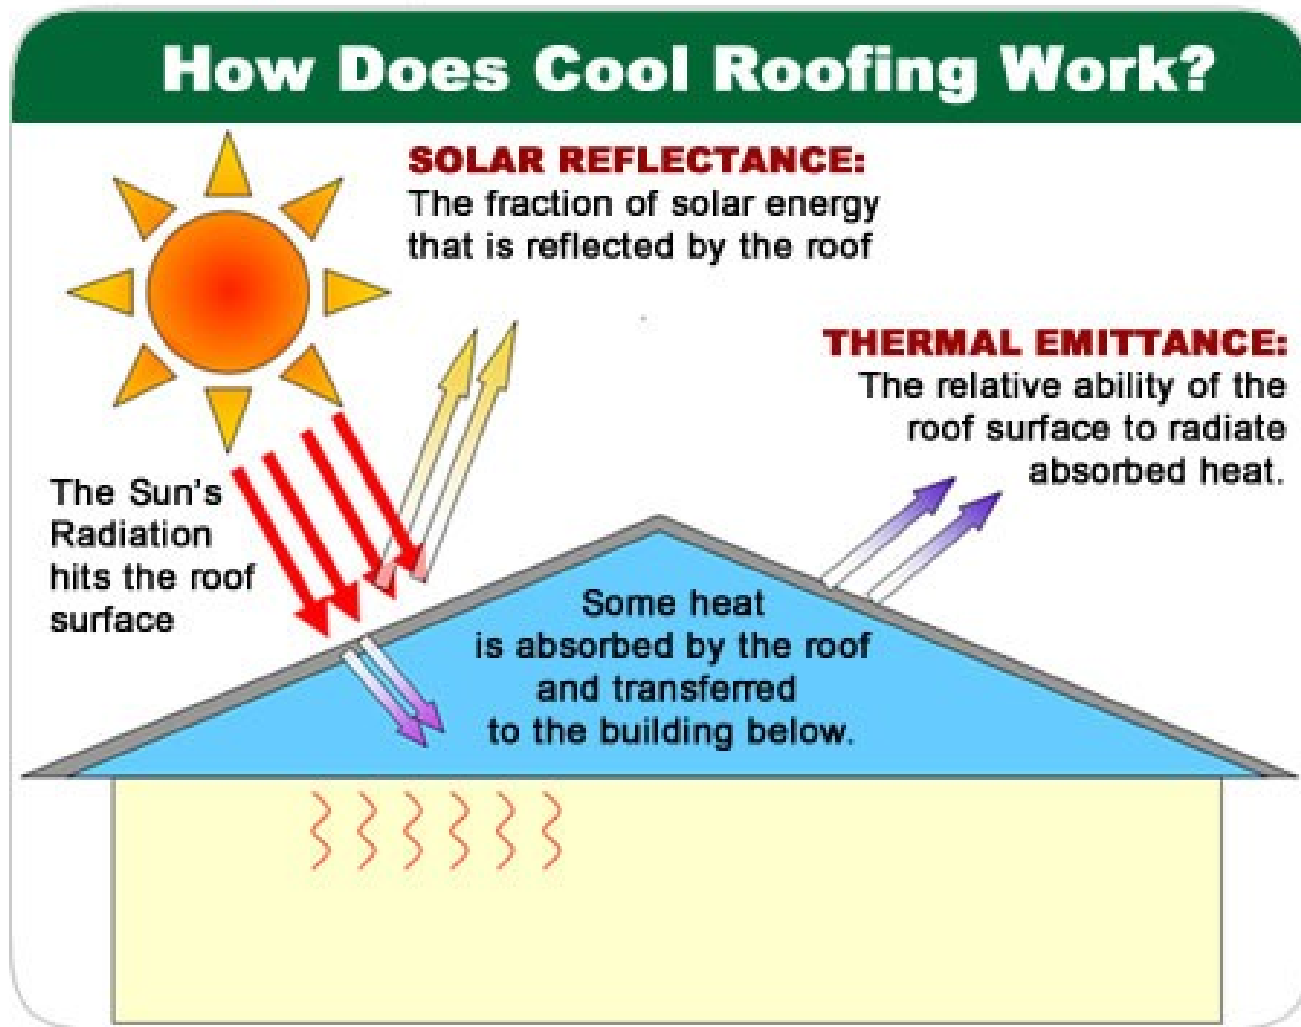 How Does Cool Roofing Work?
SOLAR REFLECTANCE:
The fraction of solar energy
that is reflected by the roof
THERMAL EMITTANCE:
The relative ability of the
roof surface to radiate
absorbed heat.
The Sun's
Radiation
hits the roof
surface
Some heat
is absorbed by the roof
and transferred
to the building below.